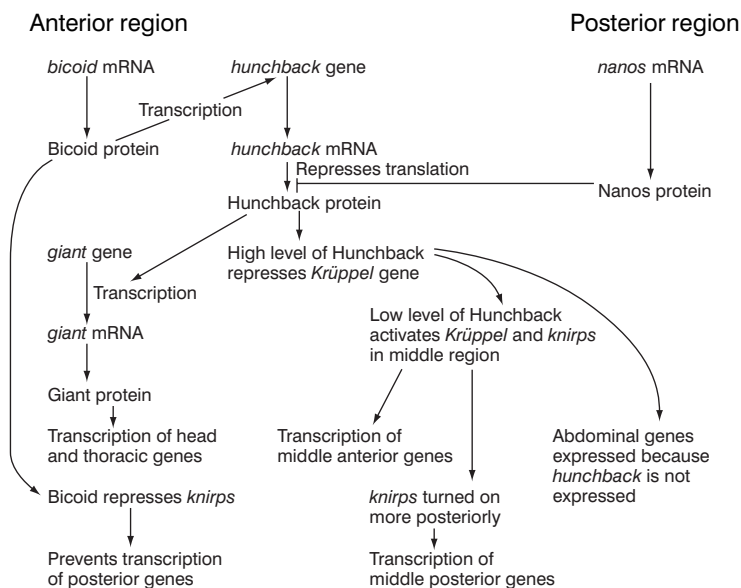 Anterior region
Posterior region
bicoid mRNA
hunchback gene
nanos mRNA
Transcription
Bicoid protein
hunchback mRNA
Represses translation
Nanos protein
Hunchback protein
giant gene
High level of Hunchback
represses Krüppel gene
Transcription
Low level of Hunchback
activates Krüppel and knirps
in middle region
giant mRNA
Giant protein
Transcription of head
and thoracic genes
Transcription of
middle anterior genes
Abdominal genes
expressed because
hunchback is not
expressed
Bicoid represses knirps
knirps turned on
more posteriorly
Prevents transcription
of posterior genes
Transcription of
middle posterior genes